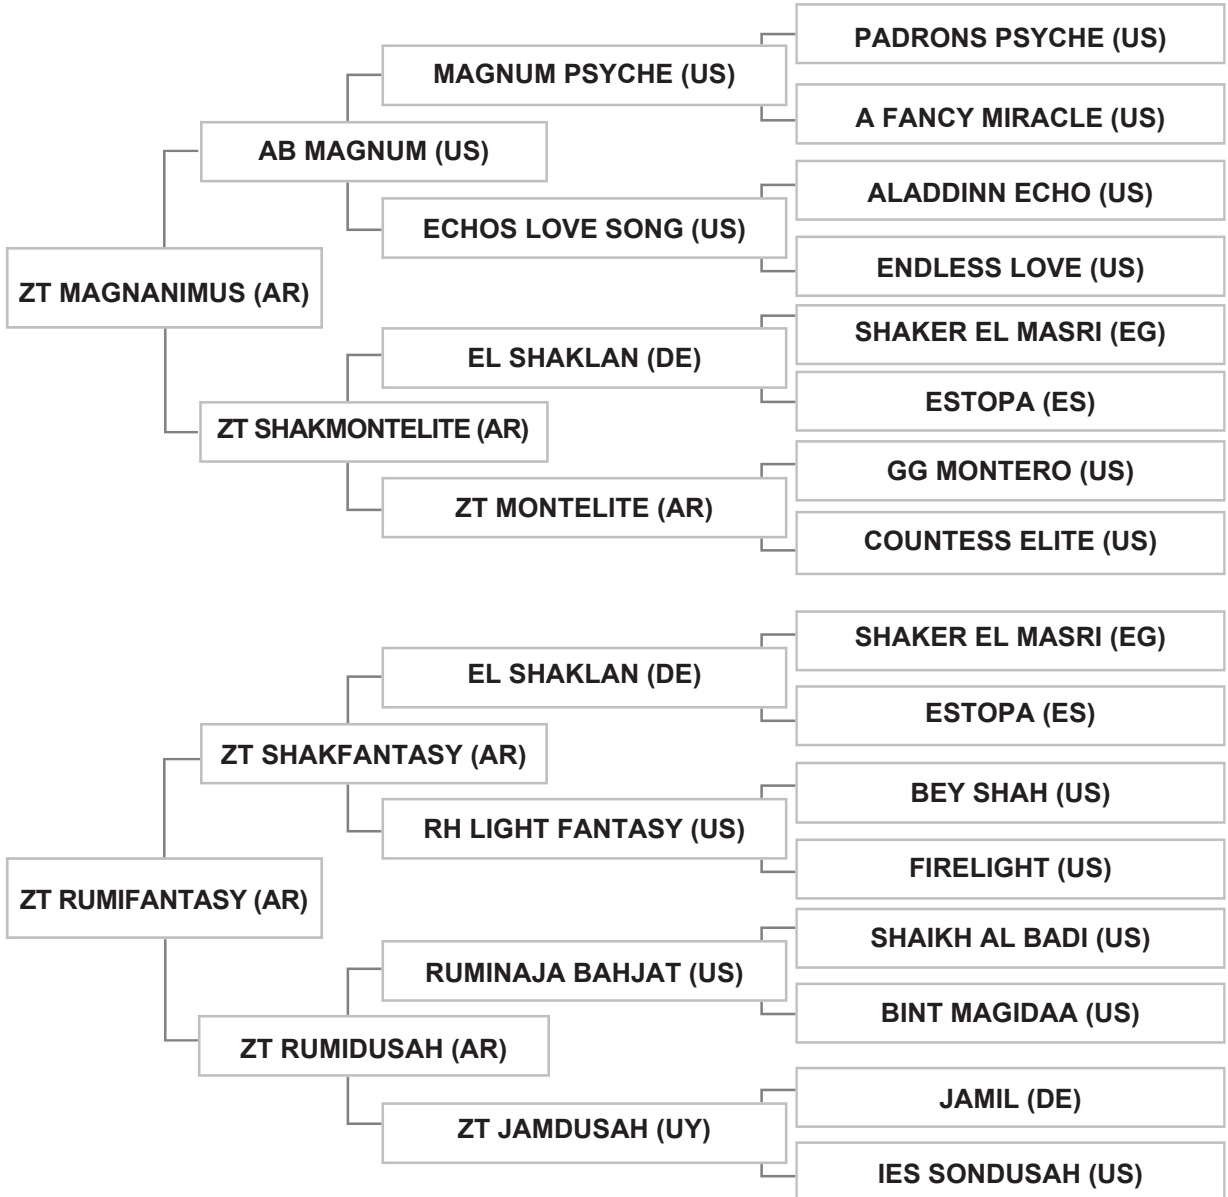 PADRONS PSYCHE (US)
MAGNUM PSYCHE (US)
A FANCY MIRACLE (US)
AB MAGNUM (US)
ALADDINN ECHO (US)
ECHOS LOVE SONG (US)
ENDLESS LOVE (US)
ZT MAGNANIMUS (AR)
SHAKER EL MASRI (EG)
EL SHAKLAN (DE)
ESTOPA (ES)
ZT SHAKMONTELITE (AR)
GG MONTERO (US)
ZT MONTELITE (AR)
COUNTESS ELITE (US)
SHAKER EL MASRI (EG)
EL SHAKLAN (DE)
ESTOPA (ES)
ZT SHAKFANTASY (AR)
BEY SHAH (US)
RH LIGHT FANTASY (US)
FIRELIGHT (US)
ZT RUMIFANTASY (AR)
SHAIKH AL BADI (US)
RUMINAJA BAHJAT (US)
BINT MAGIDAA (US)
ZT RUMIDUSAH (AR)
JAMIL (DE)
ZT JAMDUSAH (UY)
IES SONDUSAH (US)